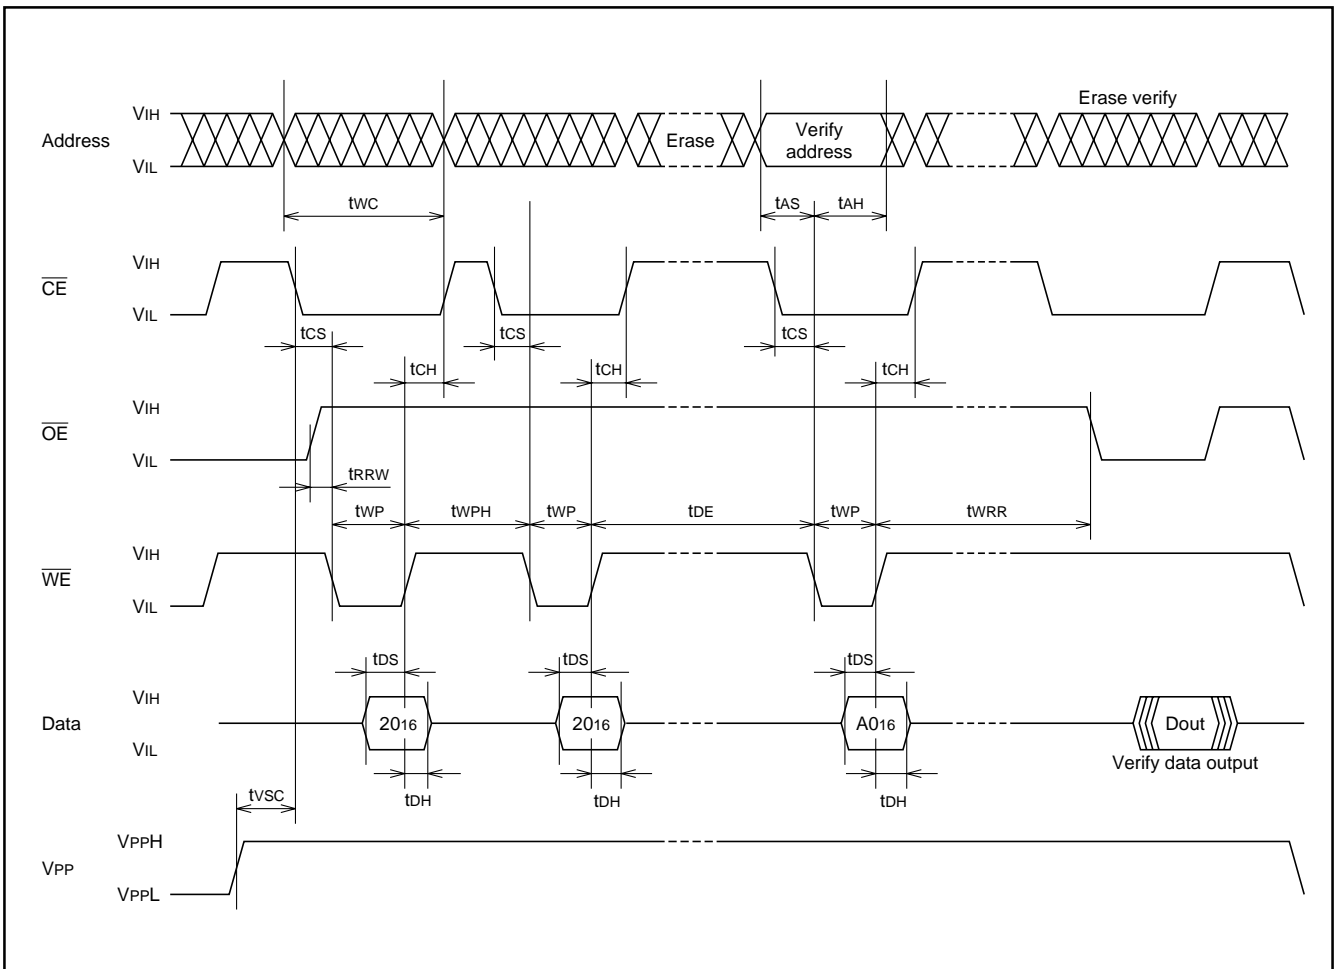 Erase verify
Address
VIH
VIL
Erase
Verify
address
tWC
tAS
tAH
CE
VIH
VIL
tCS
tCS
tCS
tCH
tCH
tCH
OE
VIH
VIL
tRRW
tWP
tWPH
tWP
tDE
tWP
tWRR
WE
VIH
VIL
tDS
tDS
tDS
Data
VIH
VIL
2016
2016
A016
Dout
Verify data output
tDH
tDH
tDH
tVSC
VPP
VPPH
VPPL